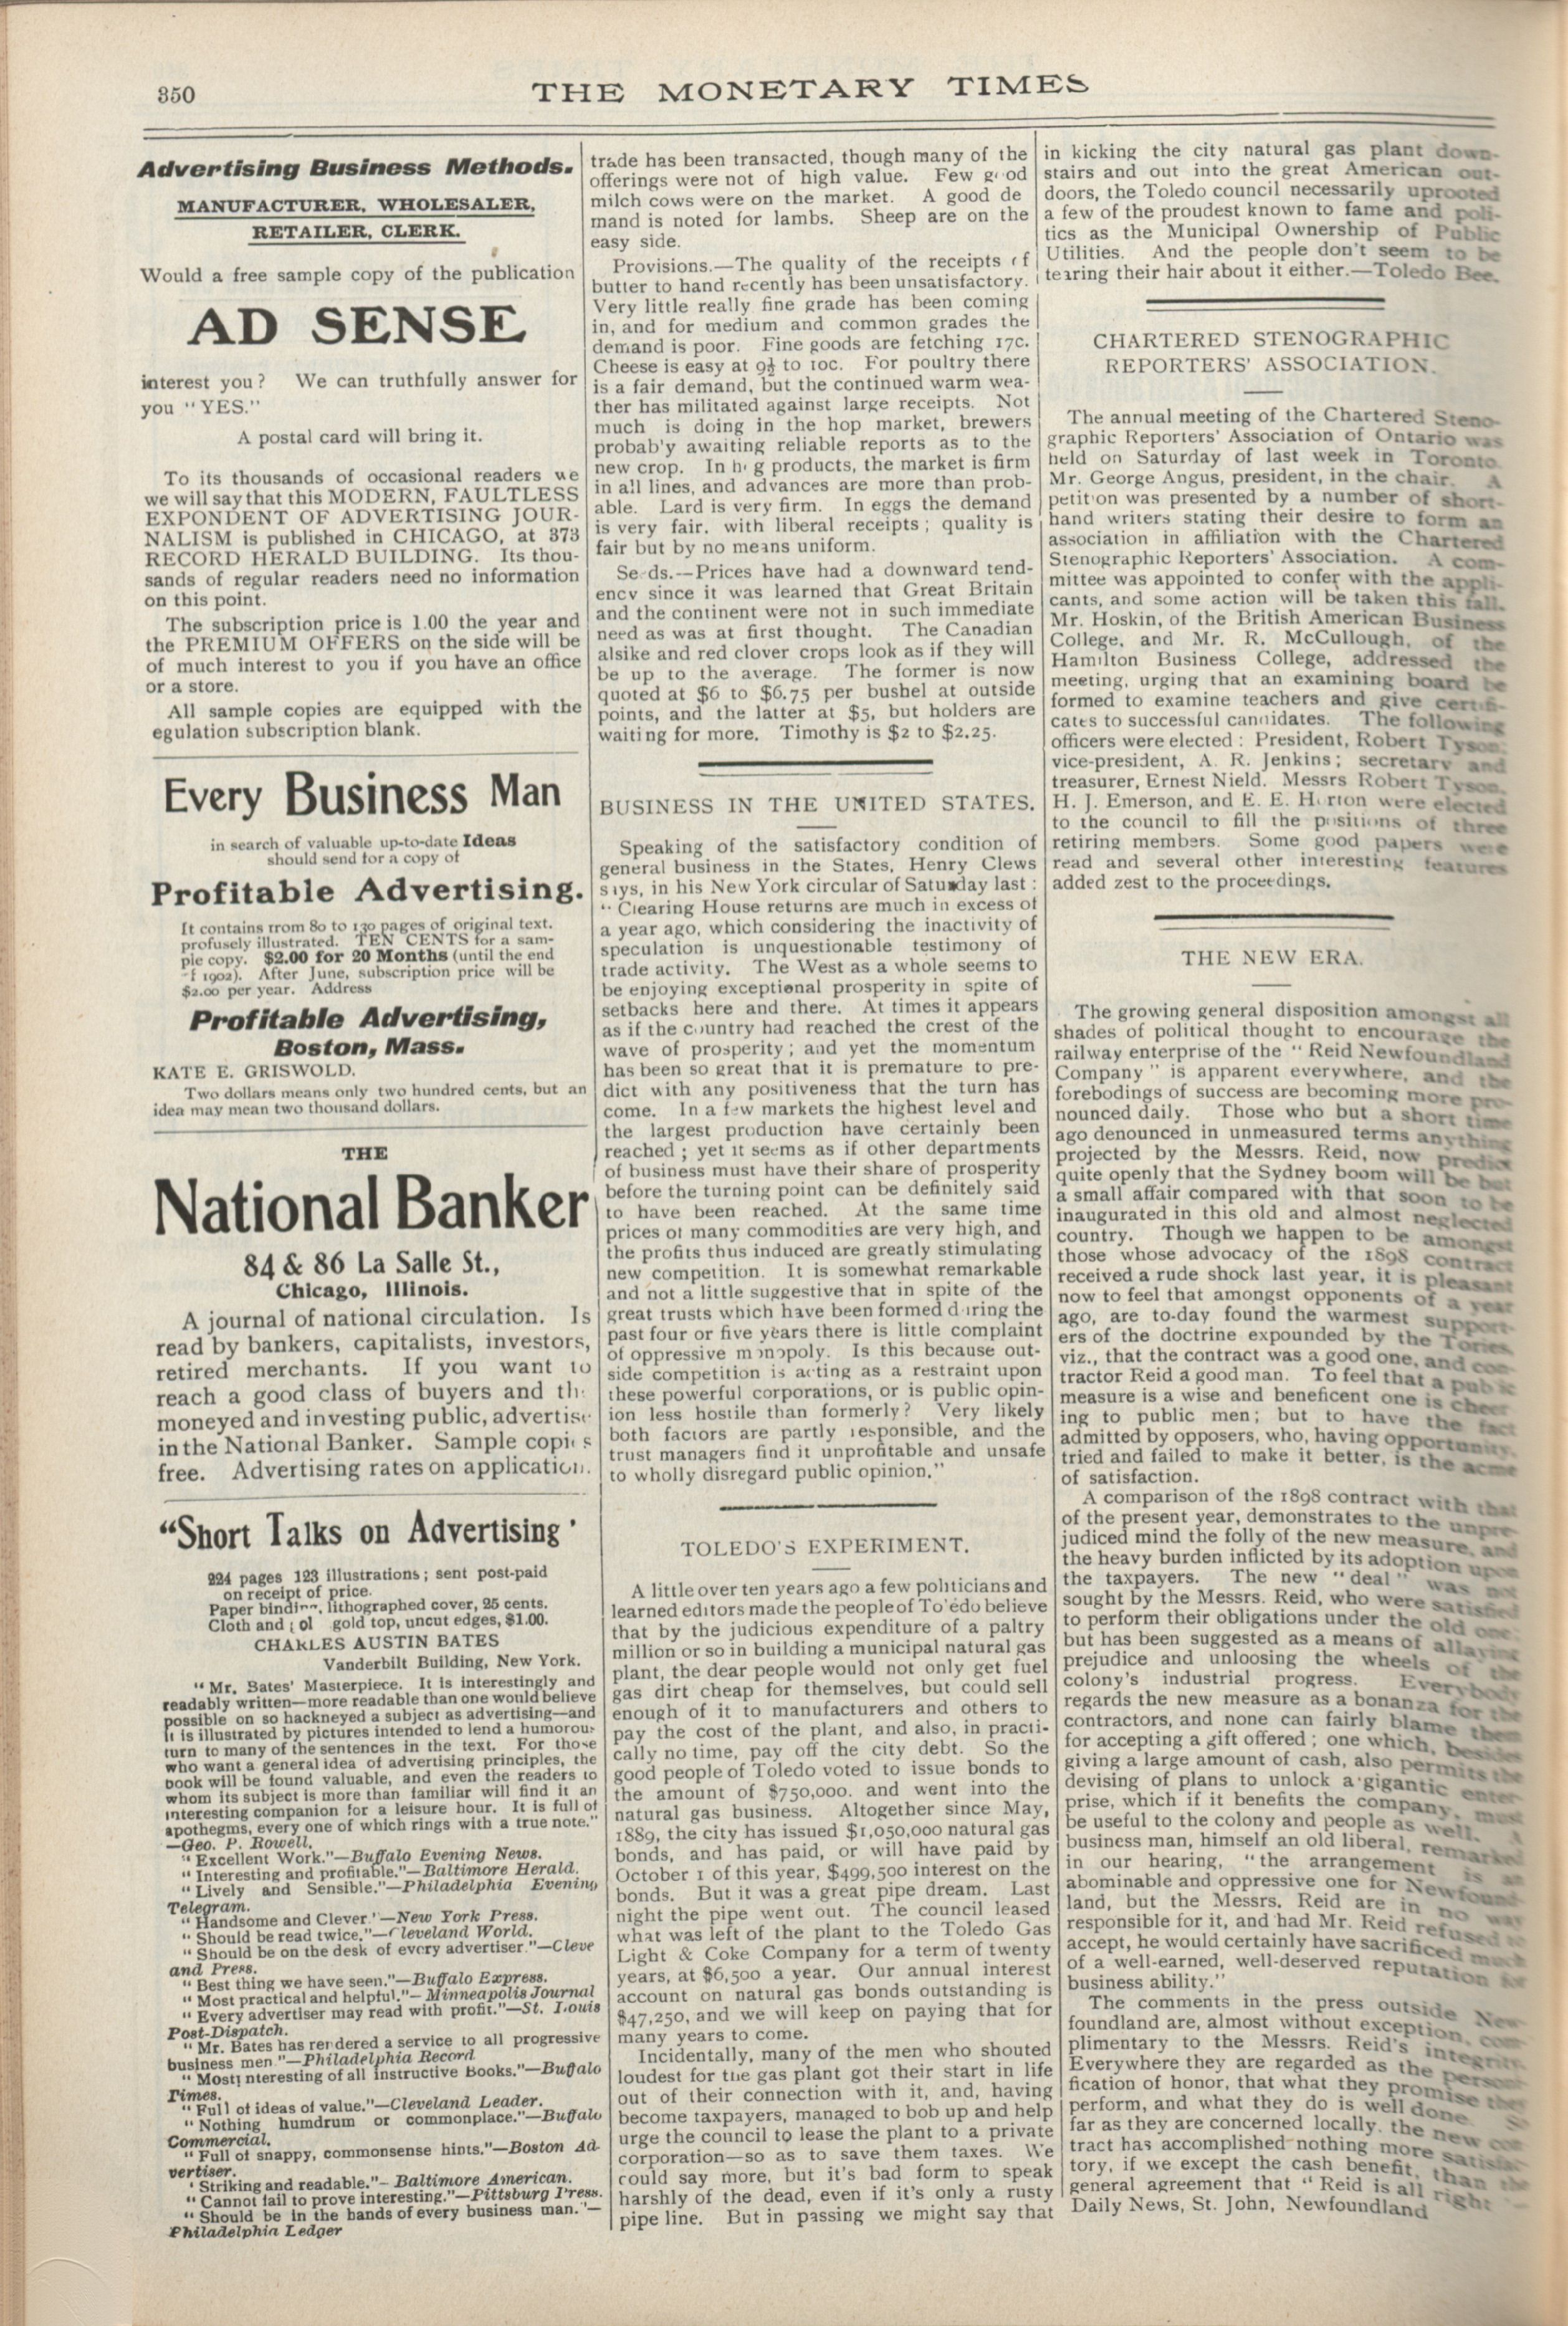 350
THE MONETARY TIMES
Advertising Business Methods.
MANUFACTURER, WHOLESALER,
RETAILER, CLERK.
Would a free sample copy of the publication
AD SENSE
interest you? We can truthfully answer for
you "YES."
A postal card will bring it.
To its thousands of occasional readers we
we will say that this MODERN, FAULTLESS
EXPONDENT OF ADVERTISING JOUR-
NALISM is published in CHICAGO, at 373
RECORD HERALD BUILDING. Its thou-
sands of regular readers need no information
on this point.
The subscription price is 1.00 the year and
the PREMIUM OFFERS on the side will be
of much interest to you if you have an office
or a store.
All sample copies are equipped with the
egulation subscription blank.
Every Business Man
in search of valuable up-to-date Ideas
should send for a copy of
Profitable Advertising.
It contains from 80 to 130 pages of original text.
profusely illustrated. TEN CENTS for a sam-
ple copy. $2.00 for 20 Months (until the end
f 1902). After June, subscription price will be
$2.00 per year. Address
Profitable Advertising,
Boston, Mass.
KATE E. GRISWOLD.
Two dollars means only two hundred cents, but an
idea may mean two thousand dollars.
THE
National Banker
84 & 86 La Salle St.,
Chicago, Illinois.
A journal of national circulation. Is
read by bankers, capitalists, investors,
retired merchants. If you want to
reach a good class of buyers and the
moneyed and investing public, advertise
in the National Banker. Sample copies
free. Advertising rates on application.
"Short Talks on Advertising'
224 pages 123 illustrations; sent post-paid
on receipt of price.
Paper binding, lithographed cover, 25 cents.
Cloth and gol gold top, uncut edges, $1.00.
CHARLES AUSTIN BATES
Vanderbilt Building, New York.
"Mr. Bates' Masterpiece. It is interestingly and
readably written—more readable than one would believe
possible on so hackneyed a subject as advertising—and
it is illustrated by pictures intended to lend a humorous
turn to many of the sentences in the text. For those
who want a general idea of advertising principles, the
book will be found valuable, and even the readers to
whom its subject is more than familiar will find it an
interesting companion for a leisure hour. It is full of
apothegms, every one of which rings with a true note."
—Geo. P. Rowell.
"Excellent Work."—Buffalo Evening News.
"Interesting and profitable."—Baltimore Herald.
"Lively and Sensible."—Philadelphia Evening
Telegram.
"Handsome and Clever.'—New York Press.
"Should be read twice."—Cleveland World.
"Should be on the desk of every advertiser."—Cleve
and Press.
"Best thing we have seen."—Buffalo Express.
"Most practical and helpful."—Minneapolis Journal
"Every advertiser may read with profit."—St. Louis
Post-Dispatch.
"Mr. Bates has rendered a service to all progressive
business men"—Philadelphia Record
"Most nteresting of all instructive Books."—Buffalo
Times.
"Full of ideas of value."—Cleveland Leader.
"Nothing humdrum or commonplace."—Buffalo
Commercial.
"Full of snappy, commonsense hints."—Boston Ad-
vertiser.
'Striking and readable."—Baltimore American.
"Cannot fail to prove interesting."—Pittsburg Press.
"Should be in the hands of every business man."—
Philadelphia Ledger
trade has been transacted, though many of the
offerings were not of high value. Few good
milch cows were on the market. A good de
mand is noted for lambs. Sheep are on the
easy side.
Provisions.—The quality of the receipts of
butter to hand recently has been unsatisfactory.
Very little really fine grade has been coming
in, and for medium and common grades the
demand is poor. Fine goods are fetching 17c.
Cheese is easy at 9½ to 10c. For poultry there
is a fair demand, but the continued warm wea-
ther has militated against large receipts. Not
much is doing in the hop market, brewers
probab'y awaiting reliable reports as to the
new crop. In hog products, the market is firm
in all lines, and advances are more than prob-
able. Lard is very firm. In eggs the demand
is very fair. with liberal receipts; quality is
fair but by no means uniform.
Seeds.—Prices have had a downward tend-
ency since it was learned that Great Britain
and the continent were not in such immediate
need as was at first thought. The Canadian
alsike and red clover crops look as if they will
be up to the average. The former is now
quoted at $6 to $6.75 per bushel at outside
points, and the latter at $5, but holders are
waiting for more. Timothy is $2 to $2.25.
BUSINESS IN THE UNITED STATES.
Speaking of the satisfactory condition of
general business in the States, Henry Clews
says, in his New York circular of Saturday last:
"Clearing House returns are much in excess of
a year ago, which considering the inactivity of
speculation is unquestionable testimony of
trade activity. The West as a whole seems to
be enjoying exceptional prosperity in spite of
setbacks here and there. At times it appears
as if the country had reached the crest of the
wave of prosperity; and yet the momentum
has been so great that it is premature to pre-
dict with any positiveness that the turn has
come. In a few markets the highest level and
the largest production have certainly been
reached; yet it seems as if other departments
of business must have their share of prosperity
before the turning point can be definitely said
to have been reached. At the same time
prices of many commodities are very high, and
the profits thus induced are greatly stimulating
new competition. It is somewhat remarkable
and not a little suggestive that in spite of the
great trusts which have been formed during the
past four or five years there is little complaint
of oppressive monopoly. Is this because out-
side competition is acting as a restraint upon
these powerful corporations, or is public opin-
ion less hostile than formerly? Very likely
both factors are partly responsible, and the
trust managers find it unprofitable and unsafe
to wholly disregard public opinion."
TOLEDO'S EXPERIMENT.
A little over ten years ago a few politicians and
learned editors made the people of To'edo believe
that by the judicious expenditure of a paltry
million or so in building a municipal natural gas
plant, the dear people would not only get fuel
gas dirt cheap for themselves, but could sell
enough of it to manufacturers and others to
pay the cost of the plant, and also, in practi-
cally no time, pay off the city debt. So the
good people of Toledo voted to issue bonds to
the amount of $750,000. and went into the
natural gas business. Altogether since May,
1889, the city has issued $1,050,000 natural gas
bonds, and has paid, or will have paid by
October 1 of this year, $499,500 interest on the
bonds. But it was a great pipe dream. Last
night the pipe went out. The council leased
what was left of the plant to the Toledo Gas
Light & Coke Company for a term of twenty
years, at $6,500 a year. Our annual interest
account on natural gas bonds outstanding is
$47,250, and we will keep on paying that for
many years to come.
Incidentally, many of the men who shouted
loudest for the gas plant got their start in life
out of their connection with it, and, having
become taxpayers, managed to bob up and help
urge the council to lease the plant to a private
corporation—so as to save them taxes. We
could say more, but it's bad form to speak
harshly of the dead, even if it's only a rusty
pipe line. But in passing we might say that
in kicking the city natural gas plant down-
stairs and out into the great American out-
doors, the Toledo council necessarily uprooted
a few of the proudest known to fame and poli-
tics as the Municipal Ownership of Public
Utilities. And the people don't seem to be
tearing their hair about it either.—Toledo Bee.
CHARTERED STENOGRAPHIC
REPORTERS' ASSOCIATION.
The annual meeting of the Chartered Steno-
graphic Reporters' Association of Ontario was
held on Saturday of last week in Toronto
Mr. George Angus, president, in the chair. A
petition was presented by a number of short-
hand writers stating their desire to form an
association in affiliation with the Chartered
Stenographic Reporters' Association. A com-
mittee was appointed to confer with the appli-
cants, and some action will be taken this fall.
Mr. Hoskin, of the British American Business
College, and Mr. R. McCullough, of the
Hamilton Business College, addressed the
meeting, urging that an examining board be
formed to examine teachers and give certifi-
cates to successful candidates. The following
officers were elected: President, Robert Tyson,
vice-president, A. R. Jenkins; secretary and
treasurer, Ernest Nield. Messrs Robert Tyson,
H. J. Emerson, and E. E. Horton were elected
to the council to fill the positions of three
retiring members. Some good papers were
read and several other interesting features
added zest to the proceedings.
THE NEW ERA.
The growing general disposition amongst all
shades of political thought to encourage the
railway enterprise of the "Reid Newfoundland
Company" is apparent everywhere, and the
forebodings of success are becoming more pro-
nounced daily. Those who but a short time
ago denounced in unmeasured terms anything
projected by the Messrs. Reid, now predict
quite openly that the Sydney boom will be but
a small affair compared with that soon to be
inaugurated in this old and almost neglected
country. Though we happen to be amongst
those whose advocacy of the 1898 contract
received a rude shock last year, it is pleasant
now to feel that amongst opponents of a year
ago, are to-day found the warmest support-
ers of the doctrine expounded by the Tories,
viz., that the contract was a good one, and con-
tractor Reid a good man. To feel that a public
measure is a wise and beneficent one is cheer
ing to public men; but to have the fact
admitted by opposers, who, having opportunity,
tried and failed to make it better, is the acme
of satisfaction.
A comparison of the 1898 contract with that
of the present year, demonstrates to the unpre-
judiced mind the folly of the new measure, and
the heavy burden inflicted by its adoption upon
the taxpayers. The new "deal" was not
sought by the Messrs. Reid, who were satisfied
to perform their obligations under the old one,
but has been suggested as a means of allaying
prejudice and unloosing the wheels of the
colony's industrial progress. Everybody
regards the new measure as a bonanza for the
contractors, and none can fairly blame them
for accepting a gift offered; one which, besides
giving a large amount of cash, also permits the
devising of plans to unlock a gigantic enter-
prise, which if it benefits the company, must
be useful to the colony and people as well. A
business man, himself an old liberal, remarked
in our hearing, "the arrangement is an
abominable and oppressive one for Newfound-
land, but the Messrs. Reid are in no way
responsible for it, and had Mr. Reid refused to
accept, he would certainly have sacrificed much
of a well-earned, well-deserved reputation for
business ability."
The comments in the press outside New
foundland are, almost without exception, com
plimentary to the Messrs. Reid's integrity.
Everywhere they are regarded as the personi
fication of honor, that what they promise they
perform, and what they do is well done. So
far as they are concerned locally, the new con
tract has accomplished nothing more satisfac
tory, if we except the cash benefit, than the
general agreement that "Reid is all right"—
Daily News, St. John, Newfoundland